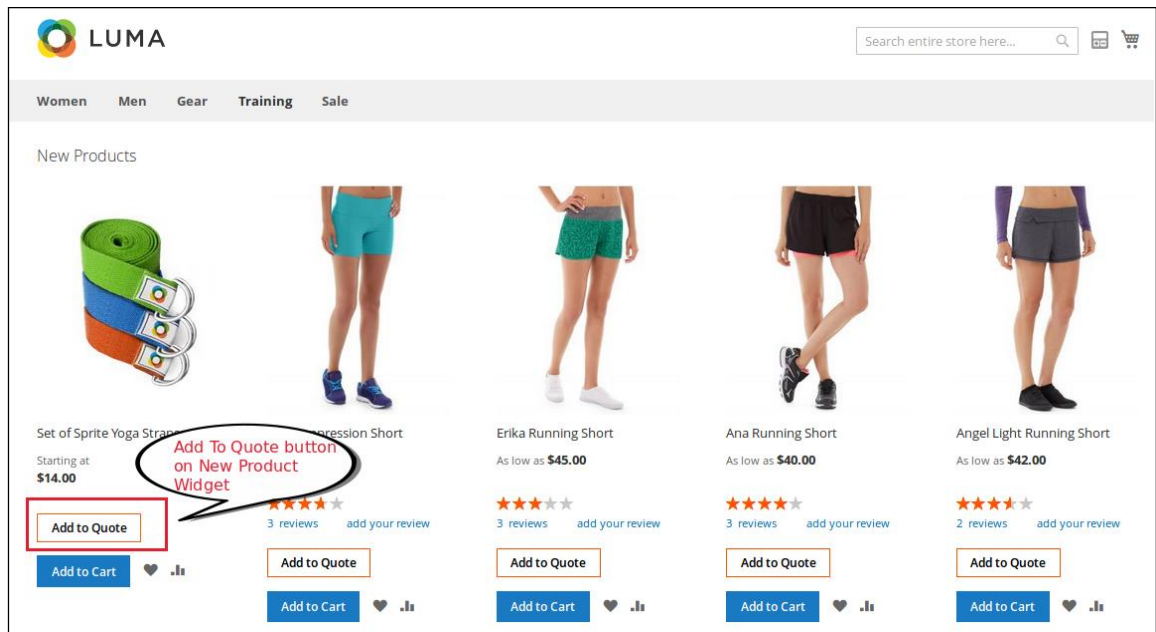 LUMA
Search entire store here...
Women Men Gear Training Sale
New Products
Set of Sprite Yoga Straps
pression Short
Erika Running Short
Ana Running Short
Angel Light Running Short
Starting at
$14.00
As low as $45.00
As low as $40.00
As low as $42.00
Add To Quote button
on New Product
Widget
3 reviews add your review
3 reviews add your review
3 reviews add your review
2 reviews add your review
Add to Quote
Add to Quote
Add to Quote
Add to Quote
Add to Quote
Add to Cart
Add to Cart
Add to Cart
Add to Cart
Add to Cart